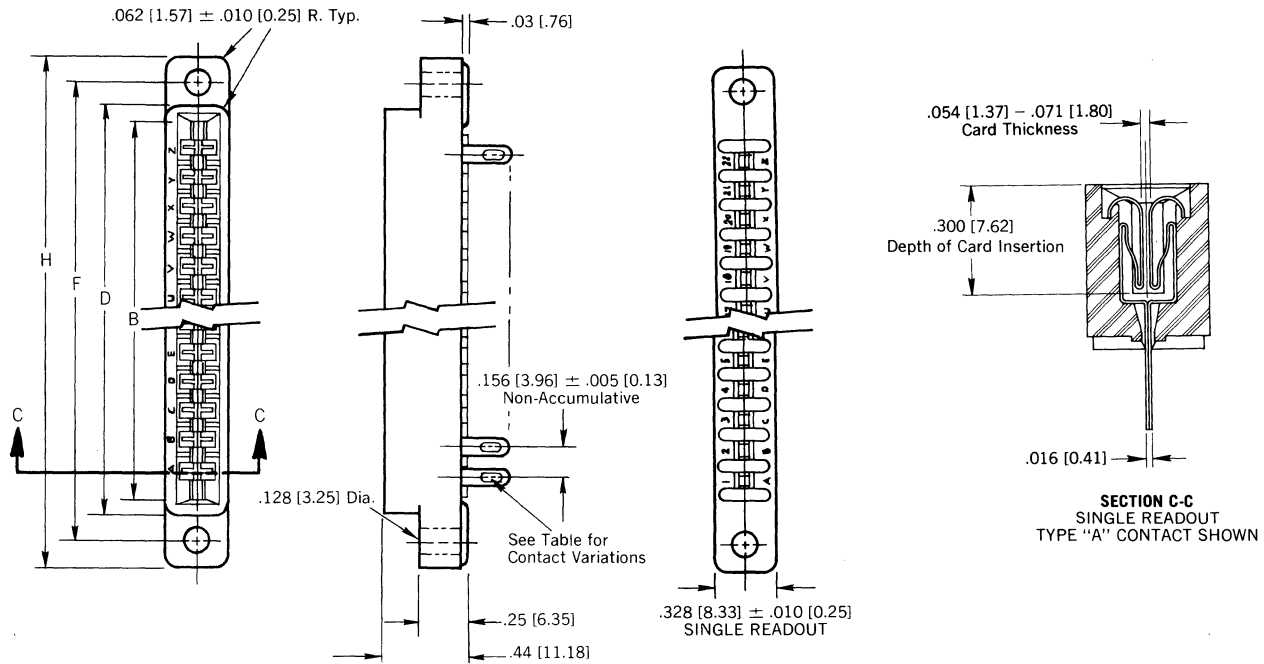 .062 [1.57] ± .010 [0.25] R. Typ.
H
F
D
B
Z
Y
X
W
V
U
E
D
C
B
A
C
C
.03 [.76]
.156 [3.96] ± .005 [0.13]
Non-Accumulative
.128 [3.25] Dia.
See Table for
Contact Variations
.25 [6.35]
.44 [11.18]
22 Z
21 Y
20 X
19 W
18 V
5 E
4 D
3 C
2 B
1 A
.328 [8.33] ± .010 [0.25]
SINGLE READOUT
.054 [1.37] – .071 [1.80]
Card Thickness
.300 [7.62]
Depth of Card Insertion
.016 [0.41]
SECTION C-C
SINGLE READOUT
TYPE “A” CONTACT SHOWN